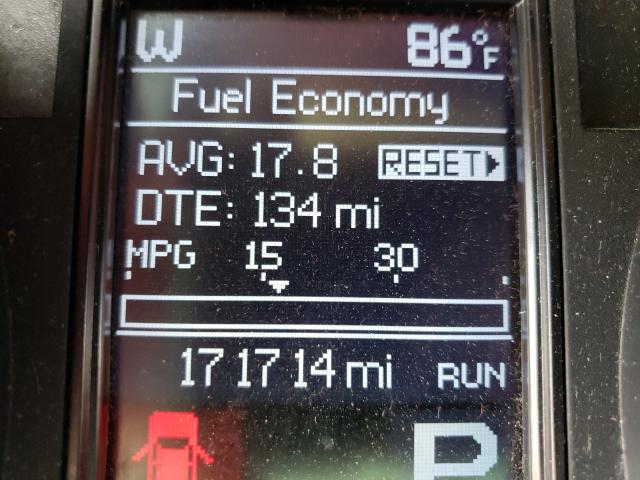 W 86°F
Fuel Economy
AVG: 17.8 RESET
DTE: 134 mi
MPG 15 30
171714 mi RUN
P